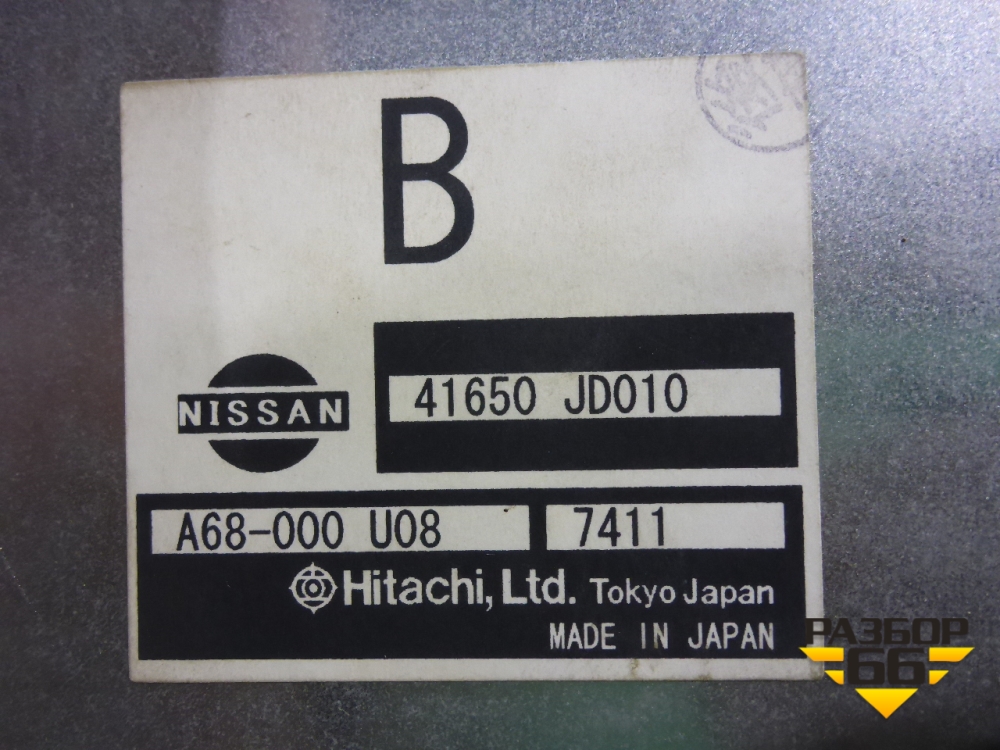 B
NISSAN
41650 JD010
A68-000 U08
7411
Hitachi, Ltd. Tokyo Japan
MADE IN JAPAN
РАЗБОР
66